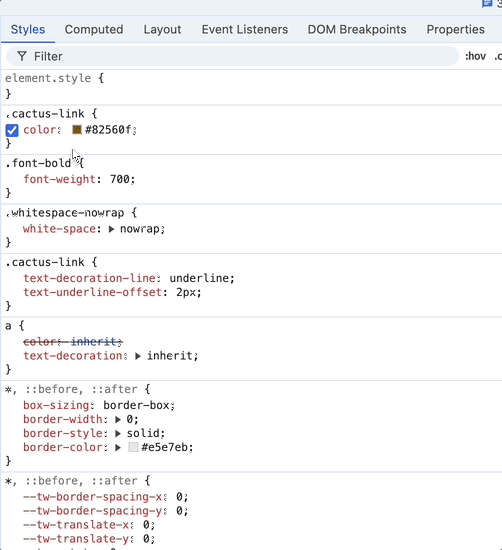 Styles Computed Layout Event Listeners DOM Breakpoints Properties
Filter :hov
element.style {
}
.cactus-link {
color: #82560f;
}
.font-bold {
font-weight: 700;
}
.whitespace-nowrap {
white-space: nowrap;
}
.cactus-link {
text-decoration-line: underline;
text-underline-offset: 2px;
}
a {
color: inherit;
text-decoration: inherit;
}
*, ::before, ::after {
box-sizing: border-box;
border-width: 0;
border-style: solid;
border-color: #e5e7eb;
}
*, ::before, ::after {
--tw-border-spacing-x: 0;
--tw-border-spacing-y: 0;
--tw-translate-x: 0;
--tw-translate-y: 0;